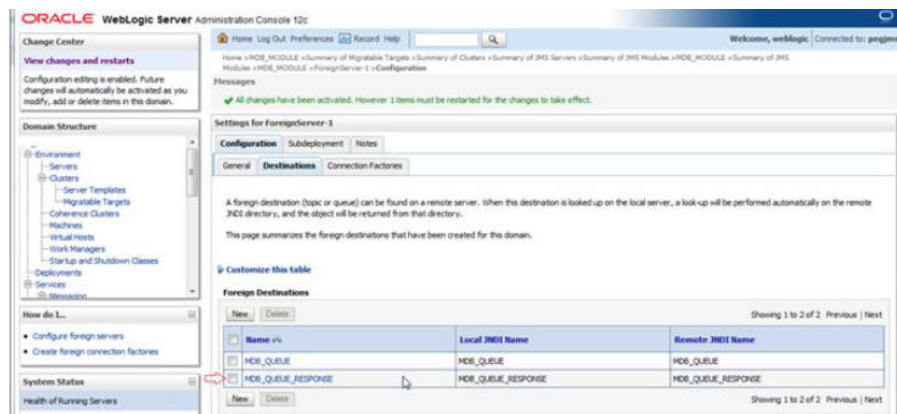 ORACLE WebLogic Server Administration Console 12c
Change Center
View changes and restarts
Configuration editing is enabled. Future
changes will automatically be activated as you
modify, add or delete items in this domain.
Domain Structure
Environment
Servers
Clusters
Server Templates
Migratable Targets
Coherence Clusters
Machines
Virtual Hosts
Work Managers
Startup and Shutdown Classes
Deployments
Services
Messaging
How do I...
Configure foreign servers
Create foreign connection factories
System Status
Health of Running Servers
Home Log Out Preferences Record Help
Welcome, weblogic Connected to:
Home >MDB_MODULE >Summary of Migratable Targets >Summary of Clusters >Summary of JMS Servers >Summary of JMS Modules >MDB_MODULE >Summary of JMS
Modules >MDB_MODULE >ForeignServer-1 >Configuration
Messages
All changes have been activated. However 1 items must be restarted for the changes to take effect.
Settings for ForeignServer-1
Configuration Subdeployment Notes
General Destinations Connection Factories
A foreign destination (topic or queue) can be found on a remote server. When this destination is looked up on the local server, a look-up will be performed automatically on the remote
JNDI directory, and the object will be returned from that directory.
This page summarizes the foreign destinations that have been created for this domain.
Customize this table
Foreign Destinations
New Delete Showing 1 to 2 of 2 Previous | Next
Name Local JNDI Name Remote JNDI Name
MDB_QUEUE MDB_QUEUE MDB_QUEUE
MDB_QUEUE_RESPONSE MDB_QUEUE_RESPONSE MDB_QUEUE_RESPONSE
New Delete Showing 1 to 2 of 2 Previous | Next